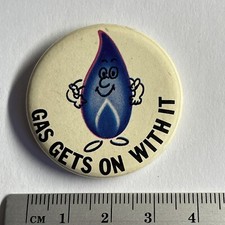 GAS GETS ON WITH IT
CM 1 2 3 4